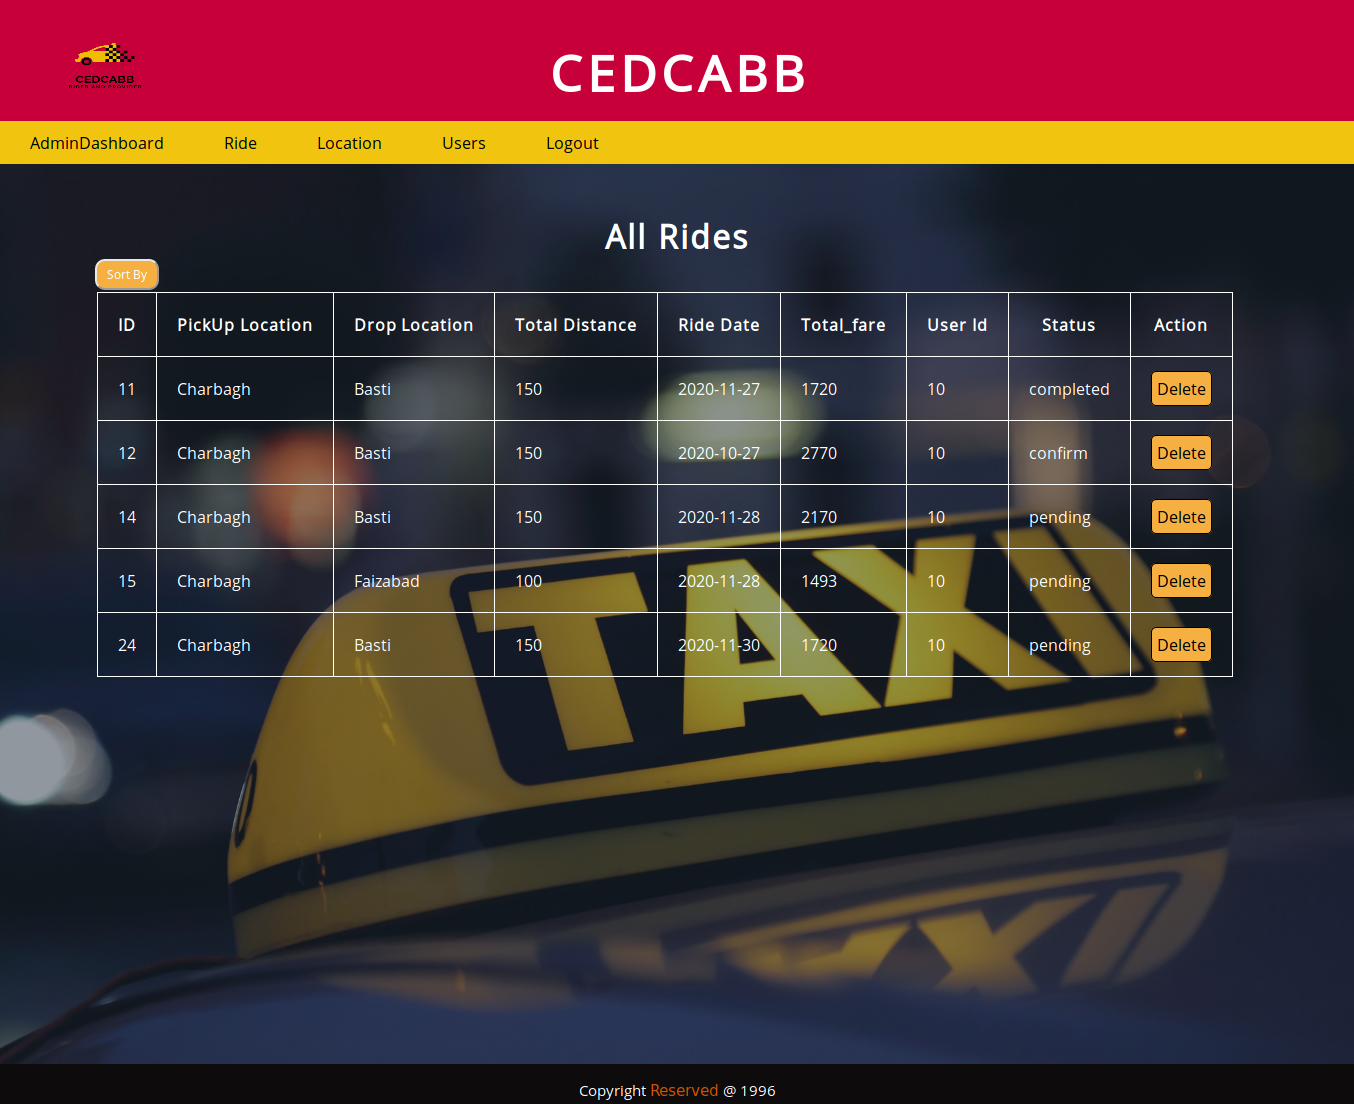 CEDCABB
RIDES AND PROVIDER
CEDCABB
AdminDashboard Ride Location Users Logout
All Rides
Sort By
ID PickUp Location Drop Location Total Distance Ride Date Total_fare User Id Status Action
11 Charbagh Basti 150 2020-11-27 1720 10 completed Delete
12 Charbagh Basti 150 2020-10-27 2770 10 confirm Delete
14 Charbagh Basti 150 2020-11-28 2170 10 pending Delete
15 Charbagh Faizabad 100 2020-11-28 1493 10 pending Delete
24 Charbagh Basti 150 2020-11-30 1720 10 pending Delete
TAXI
Copyright Reserved @ 1996